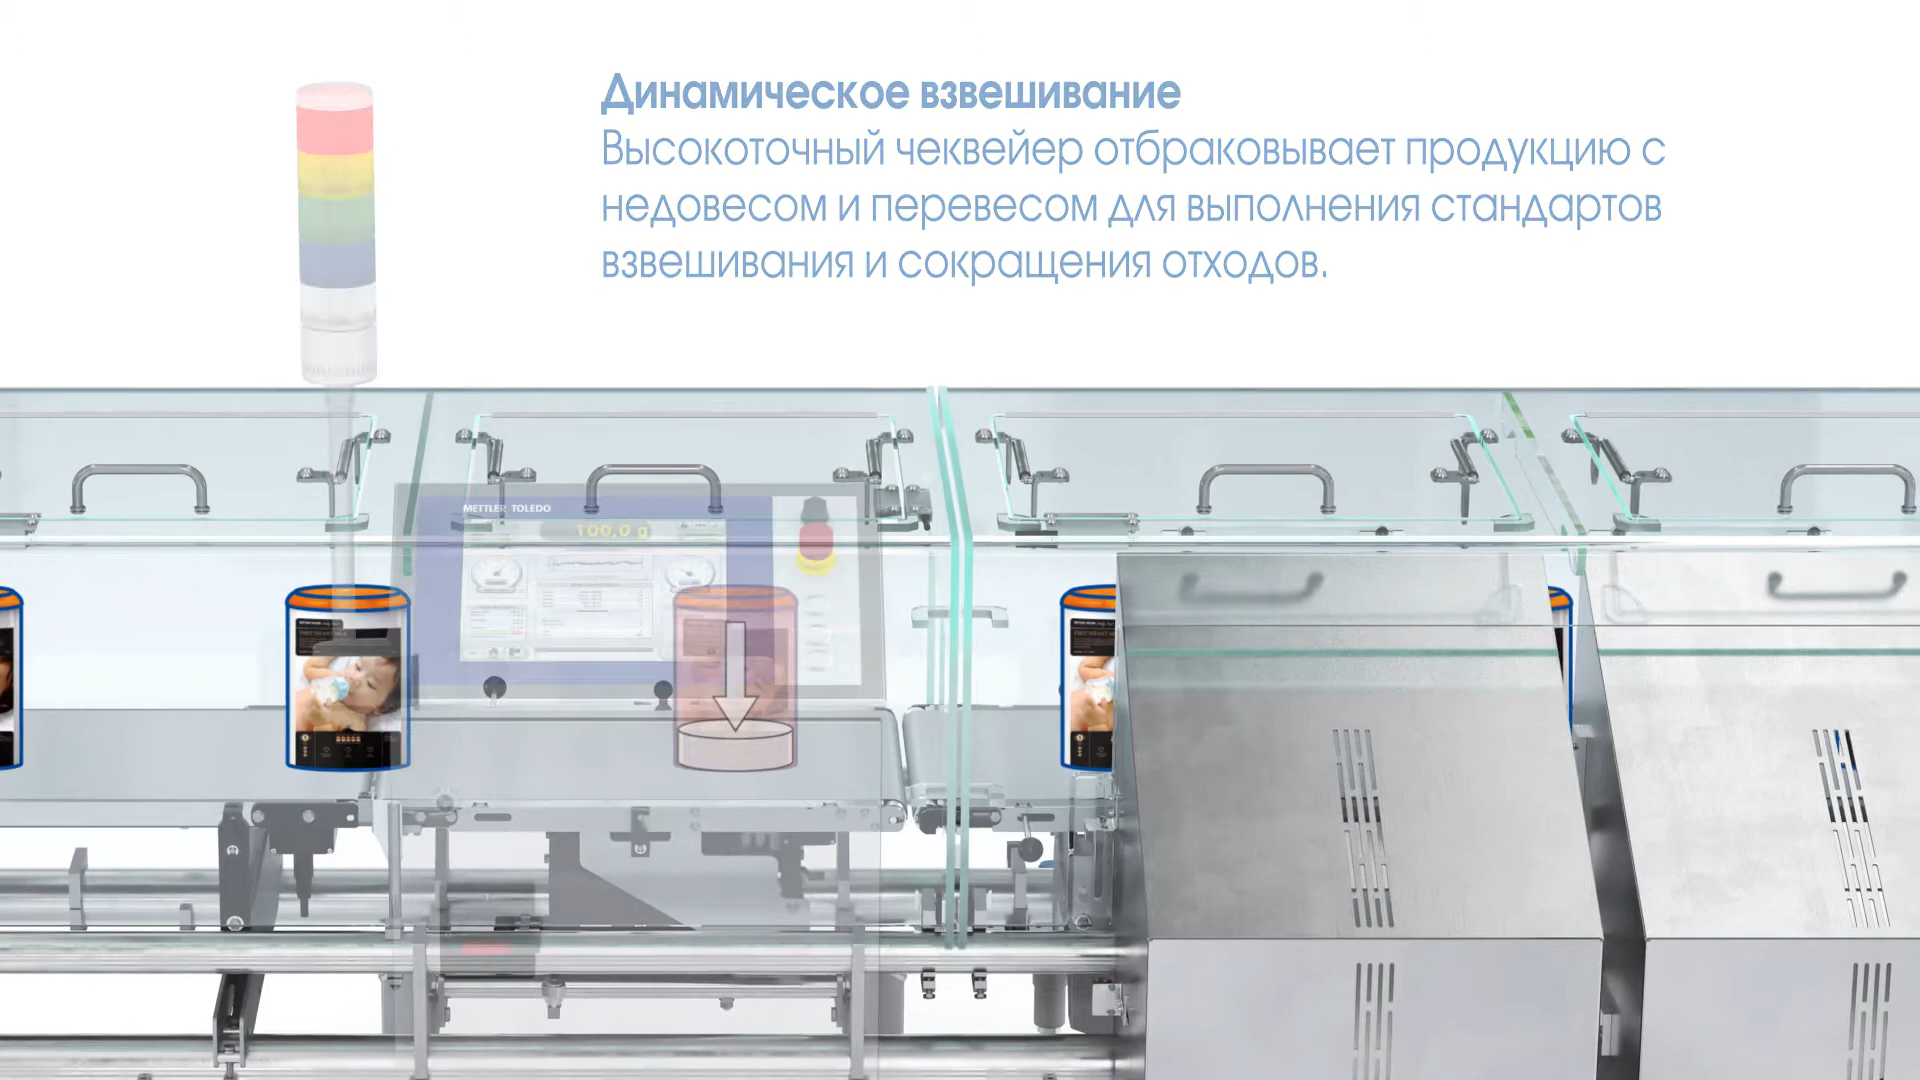 Динамическое взвешивание
Высокоточный чеквейер отбраковывает продукцию с
недовесом и перевесом для выполнения стандартов
взвешивания и сокращения отходов.
METTLER TOLEDO
100,0 g